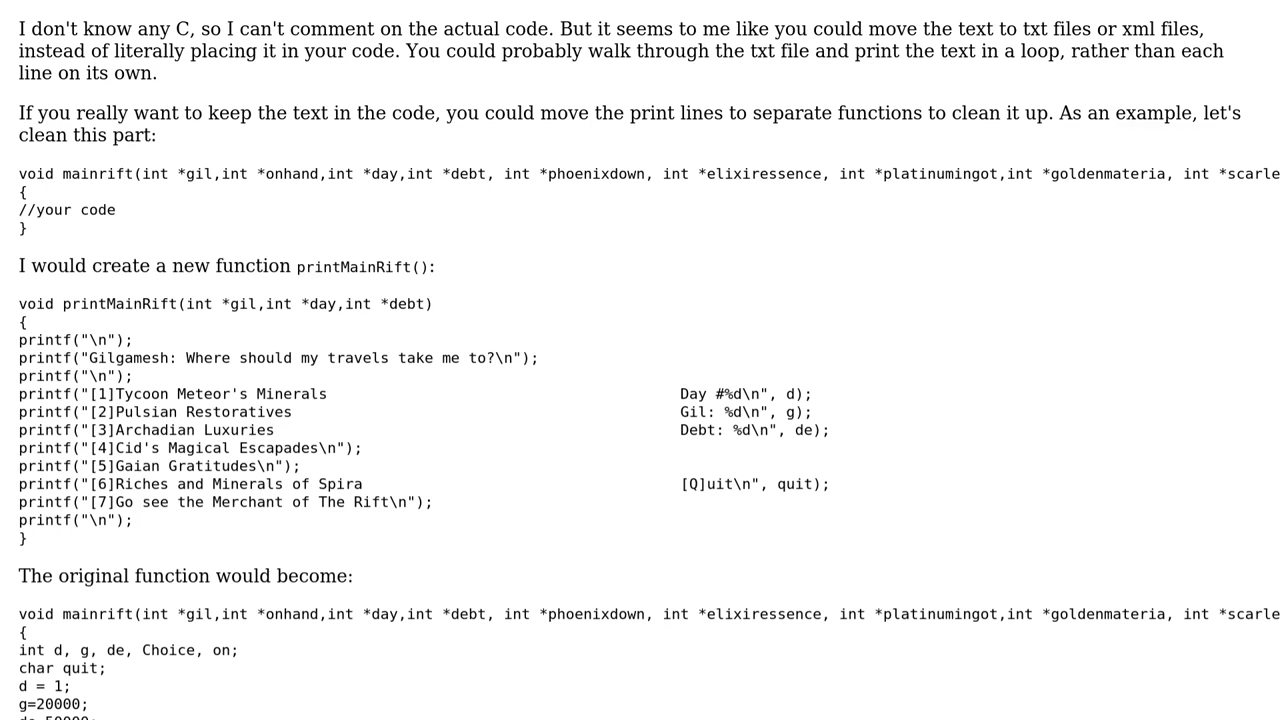 I don't know any C, so I can't comment on the actual code. But it seems to me like you could move the text to txt files or xml files,
instead of literally placing it in your code. You could probably walk through the txt file and print the text in a loop, rather than each
line on its own.
If you really want to keep the text in the code, you could move the print lines to separate functions to clean it up. As an example, let's
clean this part:
void mainrift(int *gil,int *onhand,int *day,int *debt, int *phoenixdown, int *elixiressence, int *platinumingot,int *goldenmateria, int *scarle
{
//your code
}
I would create a new function printMainRift():
void printMainRift(int *gil,int *day,int *debt)
{
printf("\n");
printf("Gilgamesh: Where should my travels take me to?\n");
printf("\n");
printf("[1]Tycoon Meteor's Minerals                                        Day #%d\n", d);
printf("[2]Pulsian Restoratives                                            Gil: %d\n", g);
printf("[3]Archadian Luxuries                                              Debt: %d\n", de);
printf("[4]Cid's Magical Escapades\n");
printf("[5]Gaian Gratitudes\n");
printf("[6]Riches and Minerals of Spira                                    [Q]uit\n", quit);
printf("[7]Go see the Merchant of The Rift\n");
printf("\n");
}
The original function would become:
void mainrift(int *gil,int *onhand,int *day,int *debt, int *phoenixdown, int *elixiressence, int *platinumingot,int *goldenmateria, int *scarle
{
int d, g, de, Choice, on;
char quit;
d = 1;
g=20000;